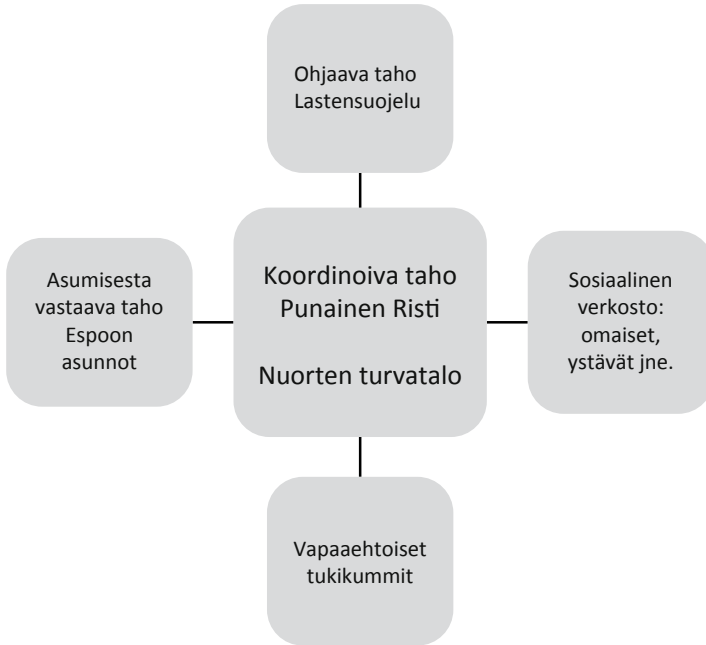 Ohjaava taho
Lastensuojelu
Asumisesta
vastaava taho
Espoon
asunnot
Koordinoiva taho
Punainen Risti
Nuorten turvatalo
Sosiaalinen
verkosto:
omaiset,
ystävät jne.
Vapaaehtoiset
tukikummit